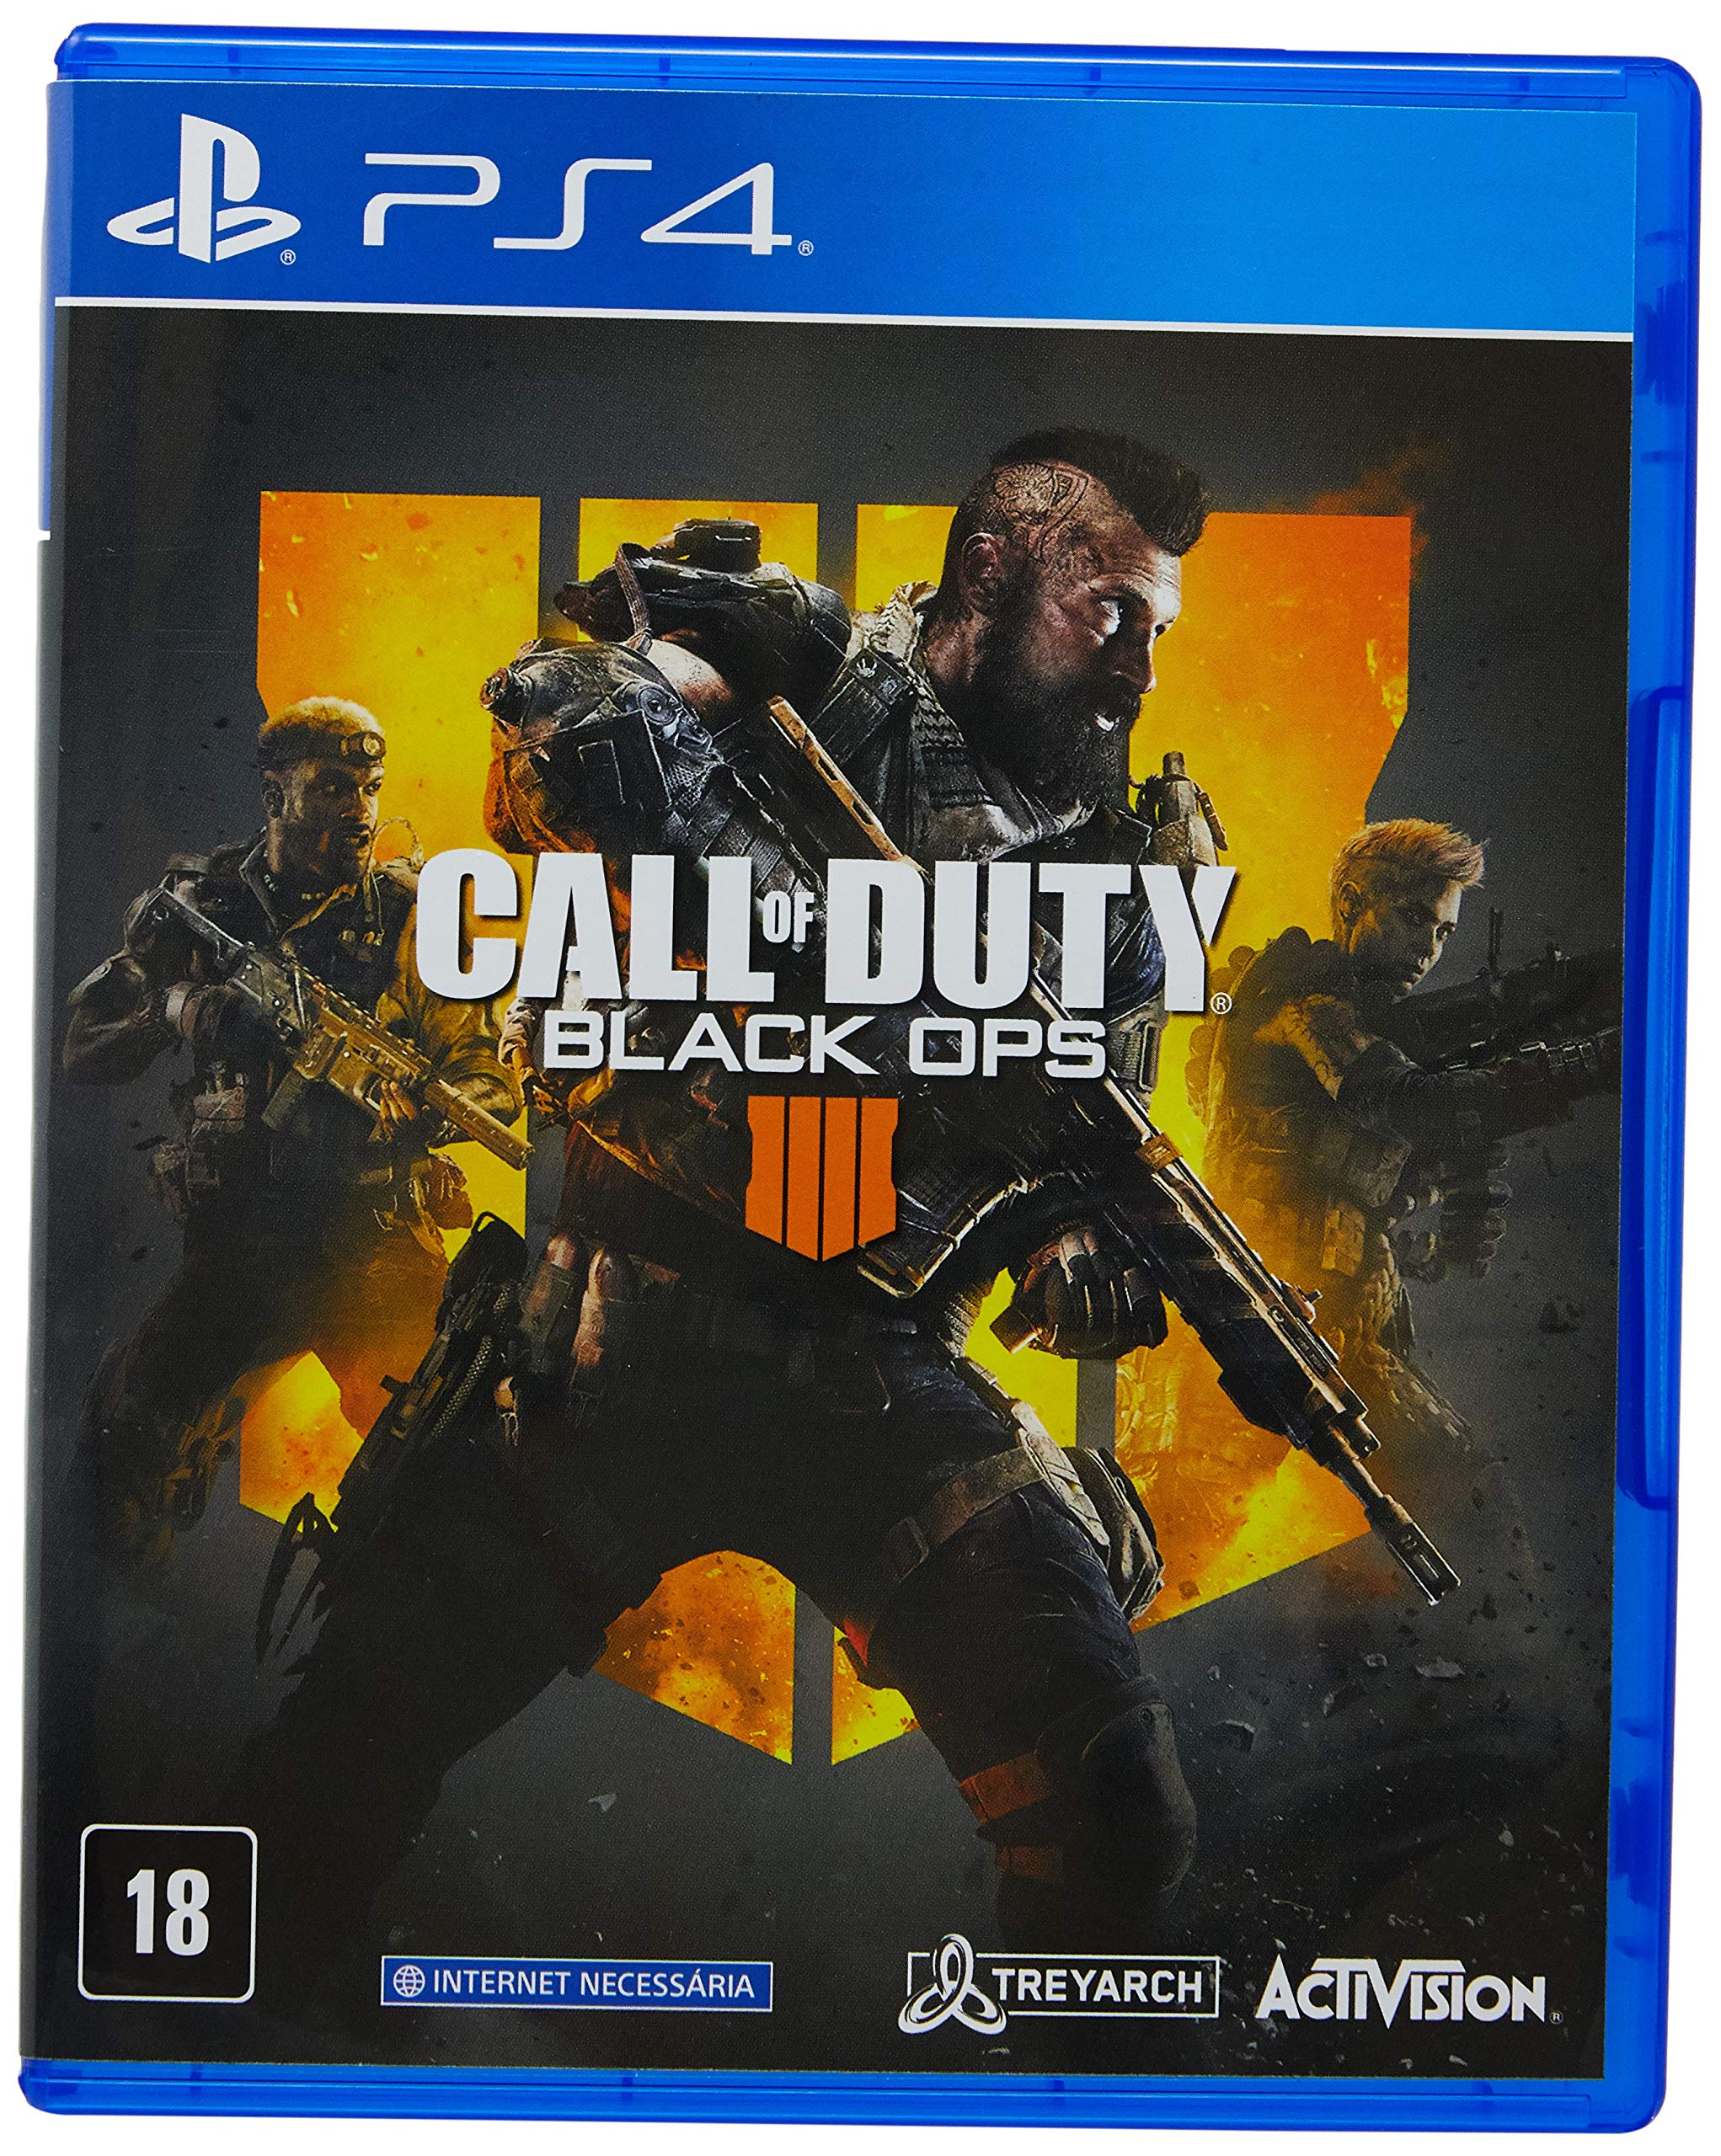 PS4®
CALL OF DUTY®
BLACK OPS
IIII
18
INTERNET NECESSÁRIA
TREYARCH
ACTIVISION®